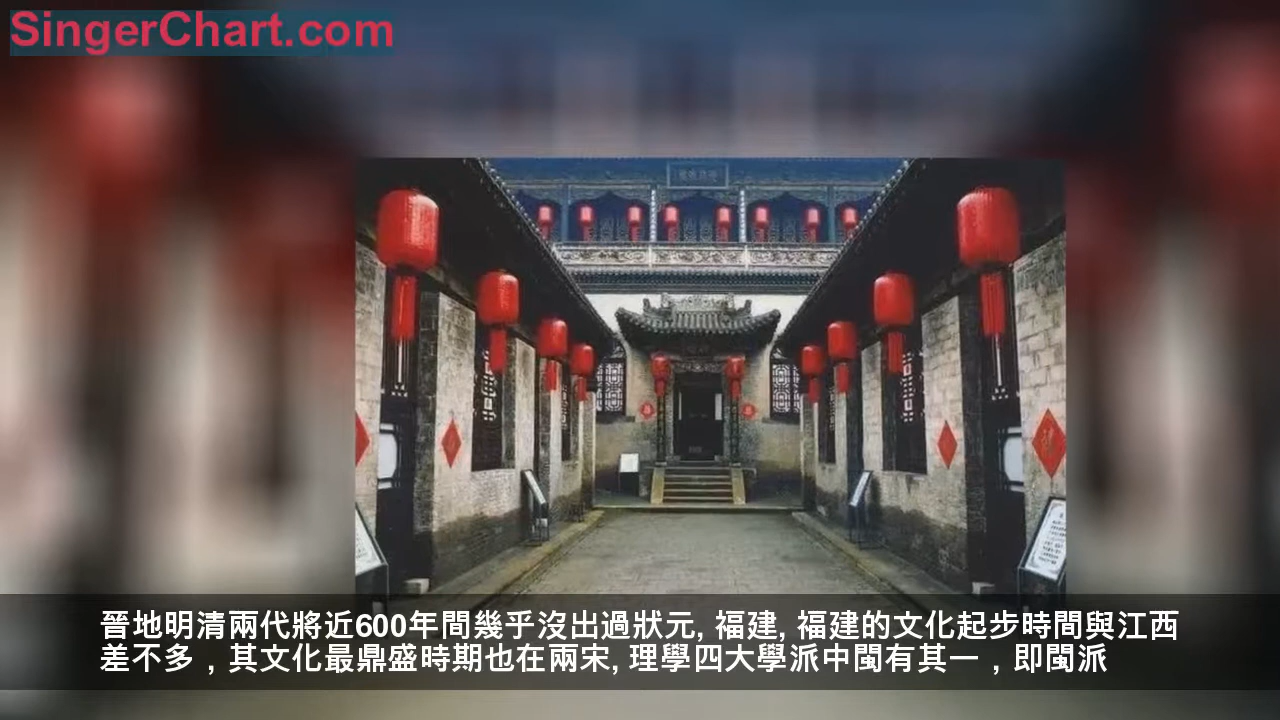 SingerChart.com
晉地明清兩代將近600年間幾乎沒出過狀元, 福建, 福建的文化起步時間與江西
差不多，其文化最鼎盛時期也在兩宋, 理學四大學派中閩有其一，即閩派